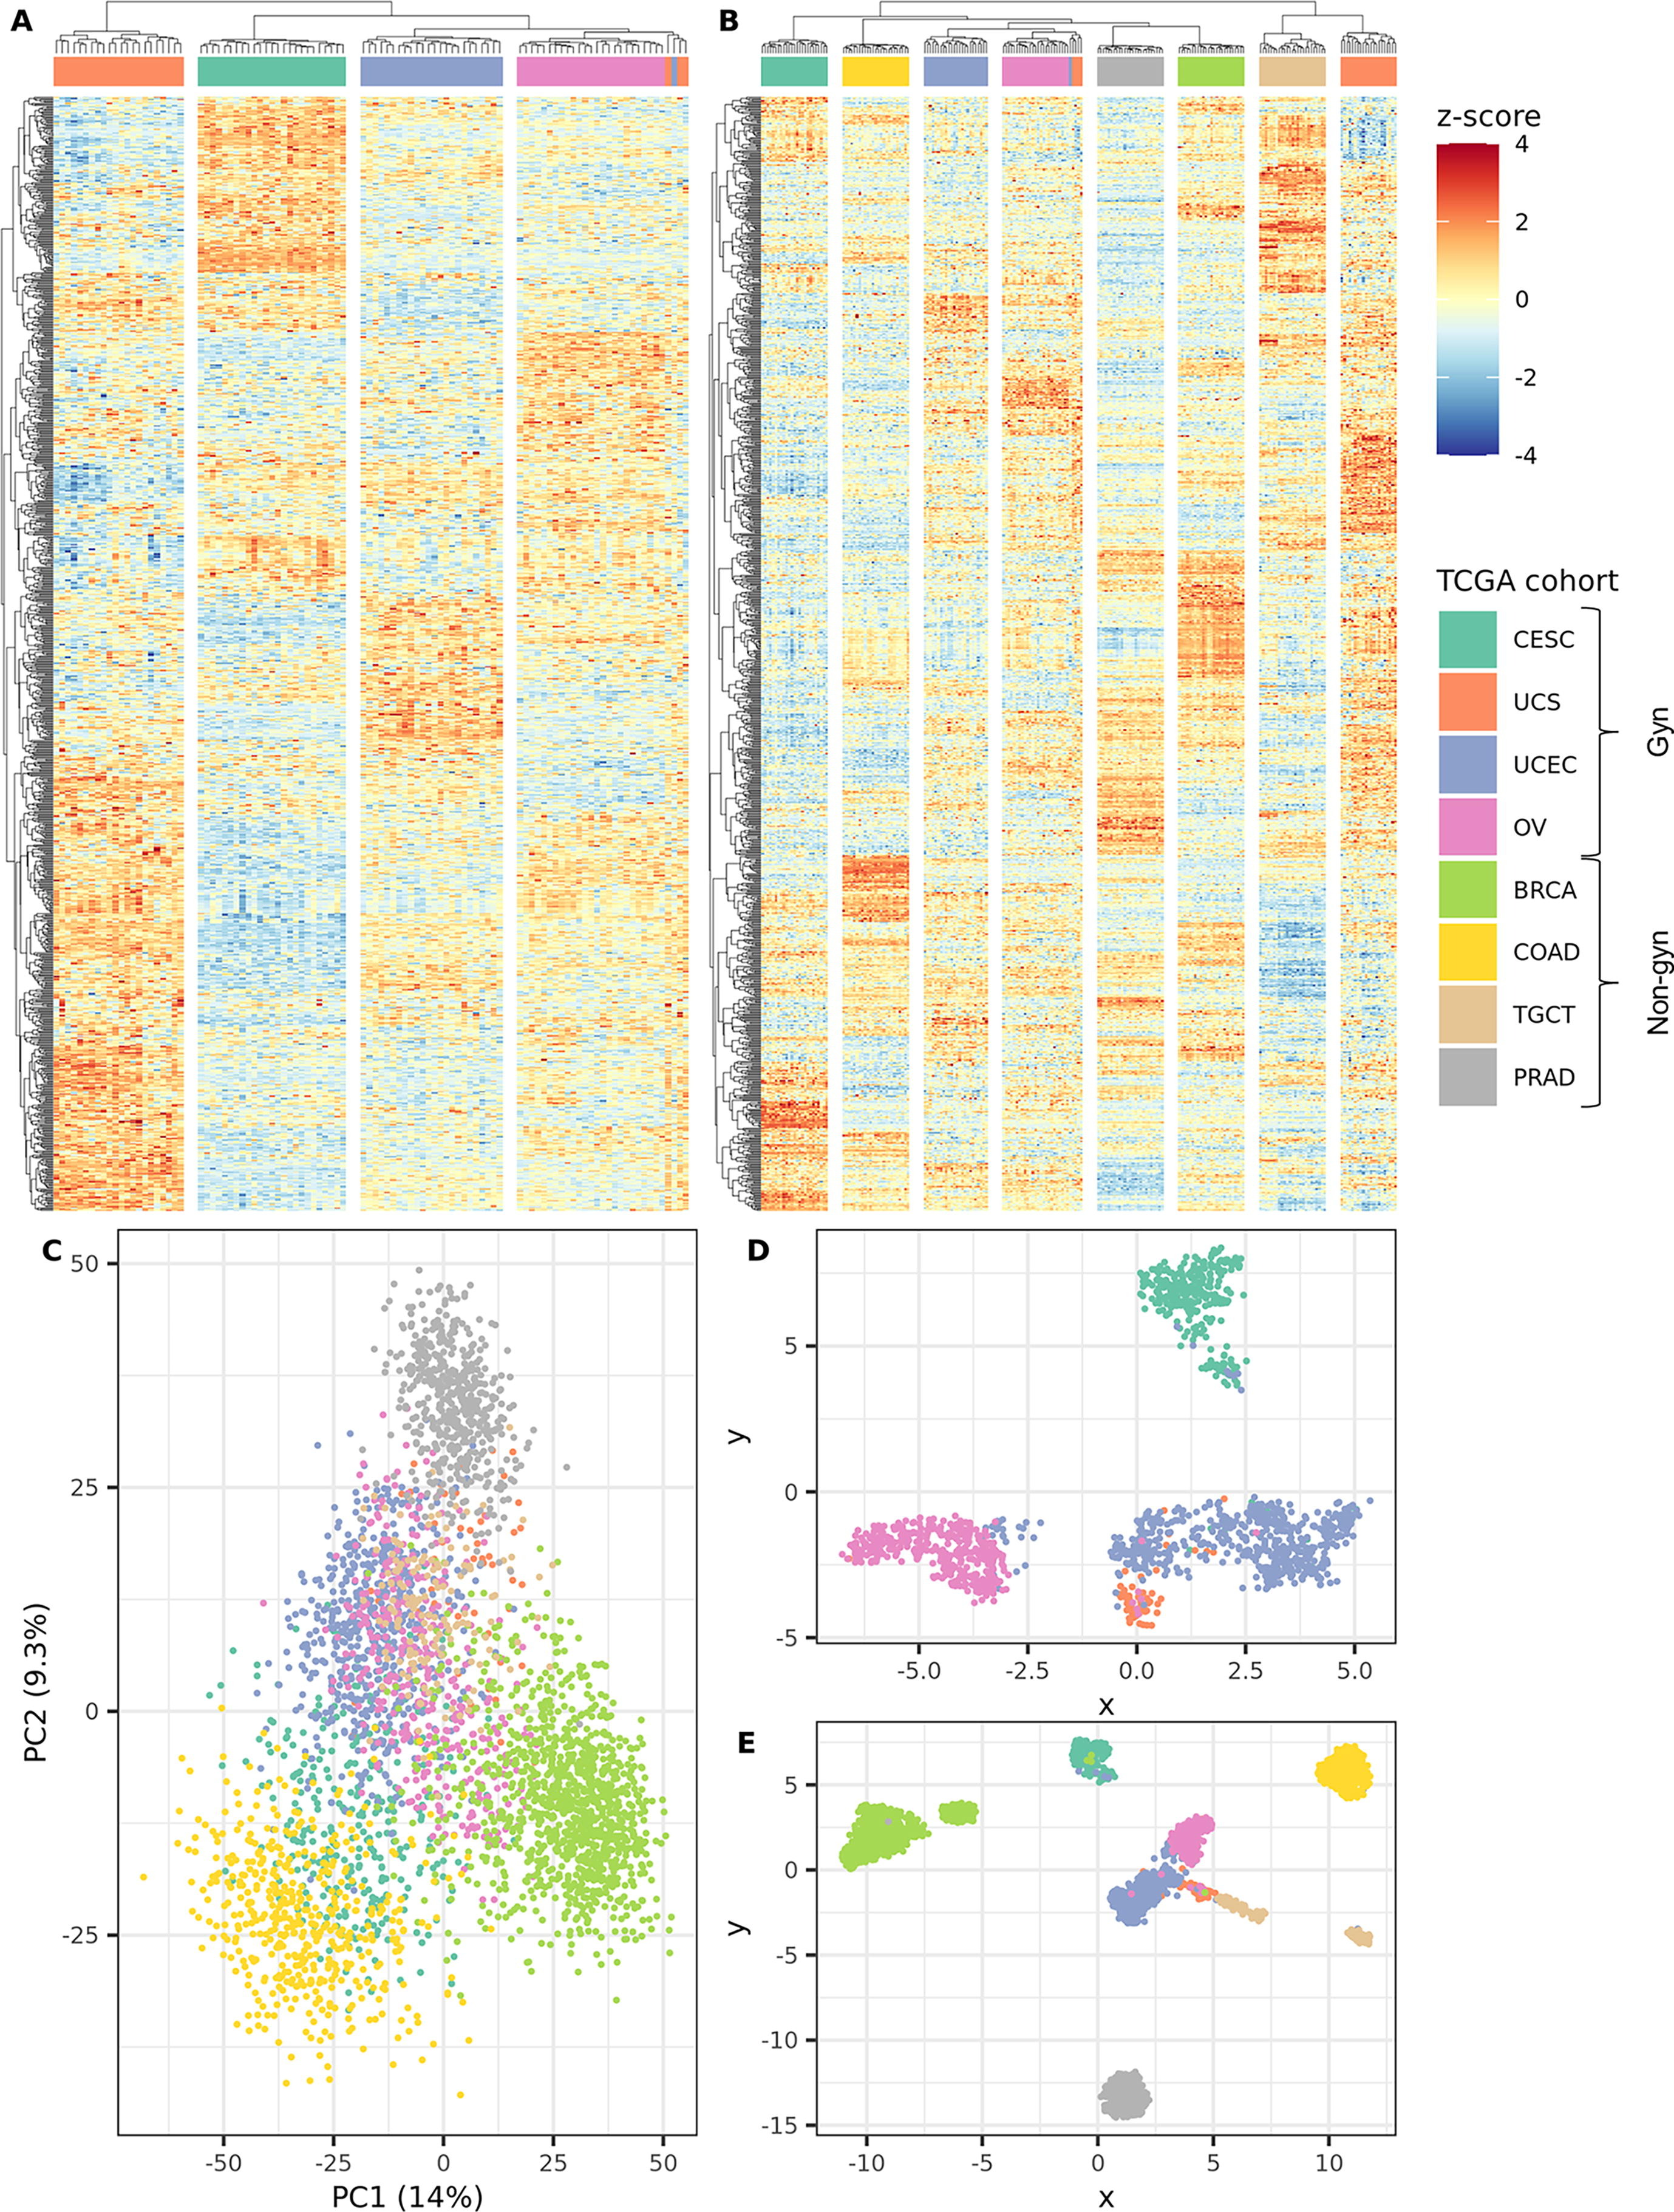 A
B
z-score
4
2
0
-2
-4
TCGA cohort
CESC
UCS
UCEC
OV
BRCA
COAD
TGCT
PRAD
Gyn
Non-gyn
C
50
25
0
-25
PC2 (9.3%)
-50
-25
0
25
50
PC1 (14%)
D
5
0
-5
y
-5.0
-2.5
0.0
2.5
5.0
x
E
5
0
-5
-10
-15
y
-10
-5
0
5
10
x